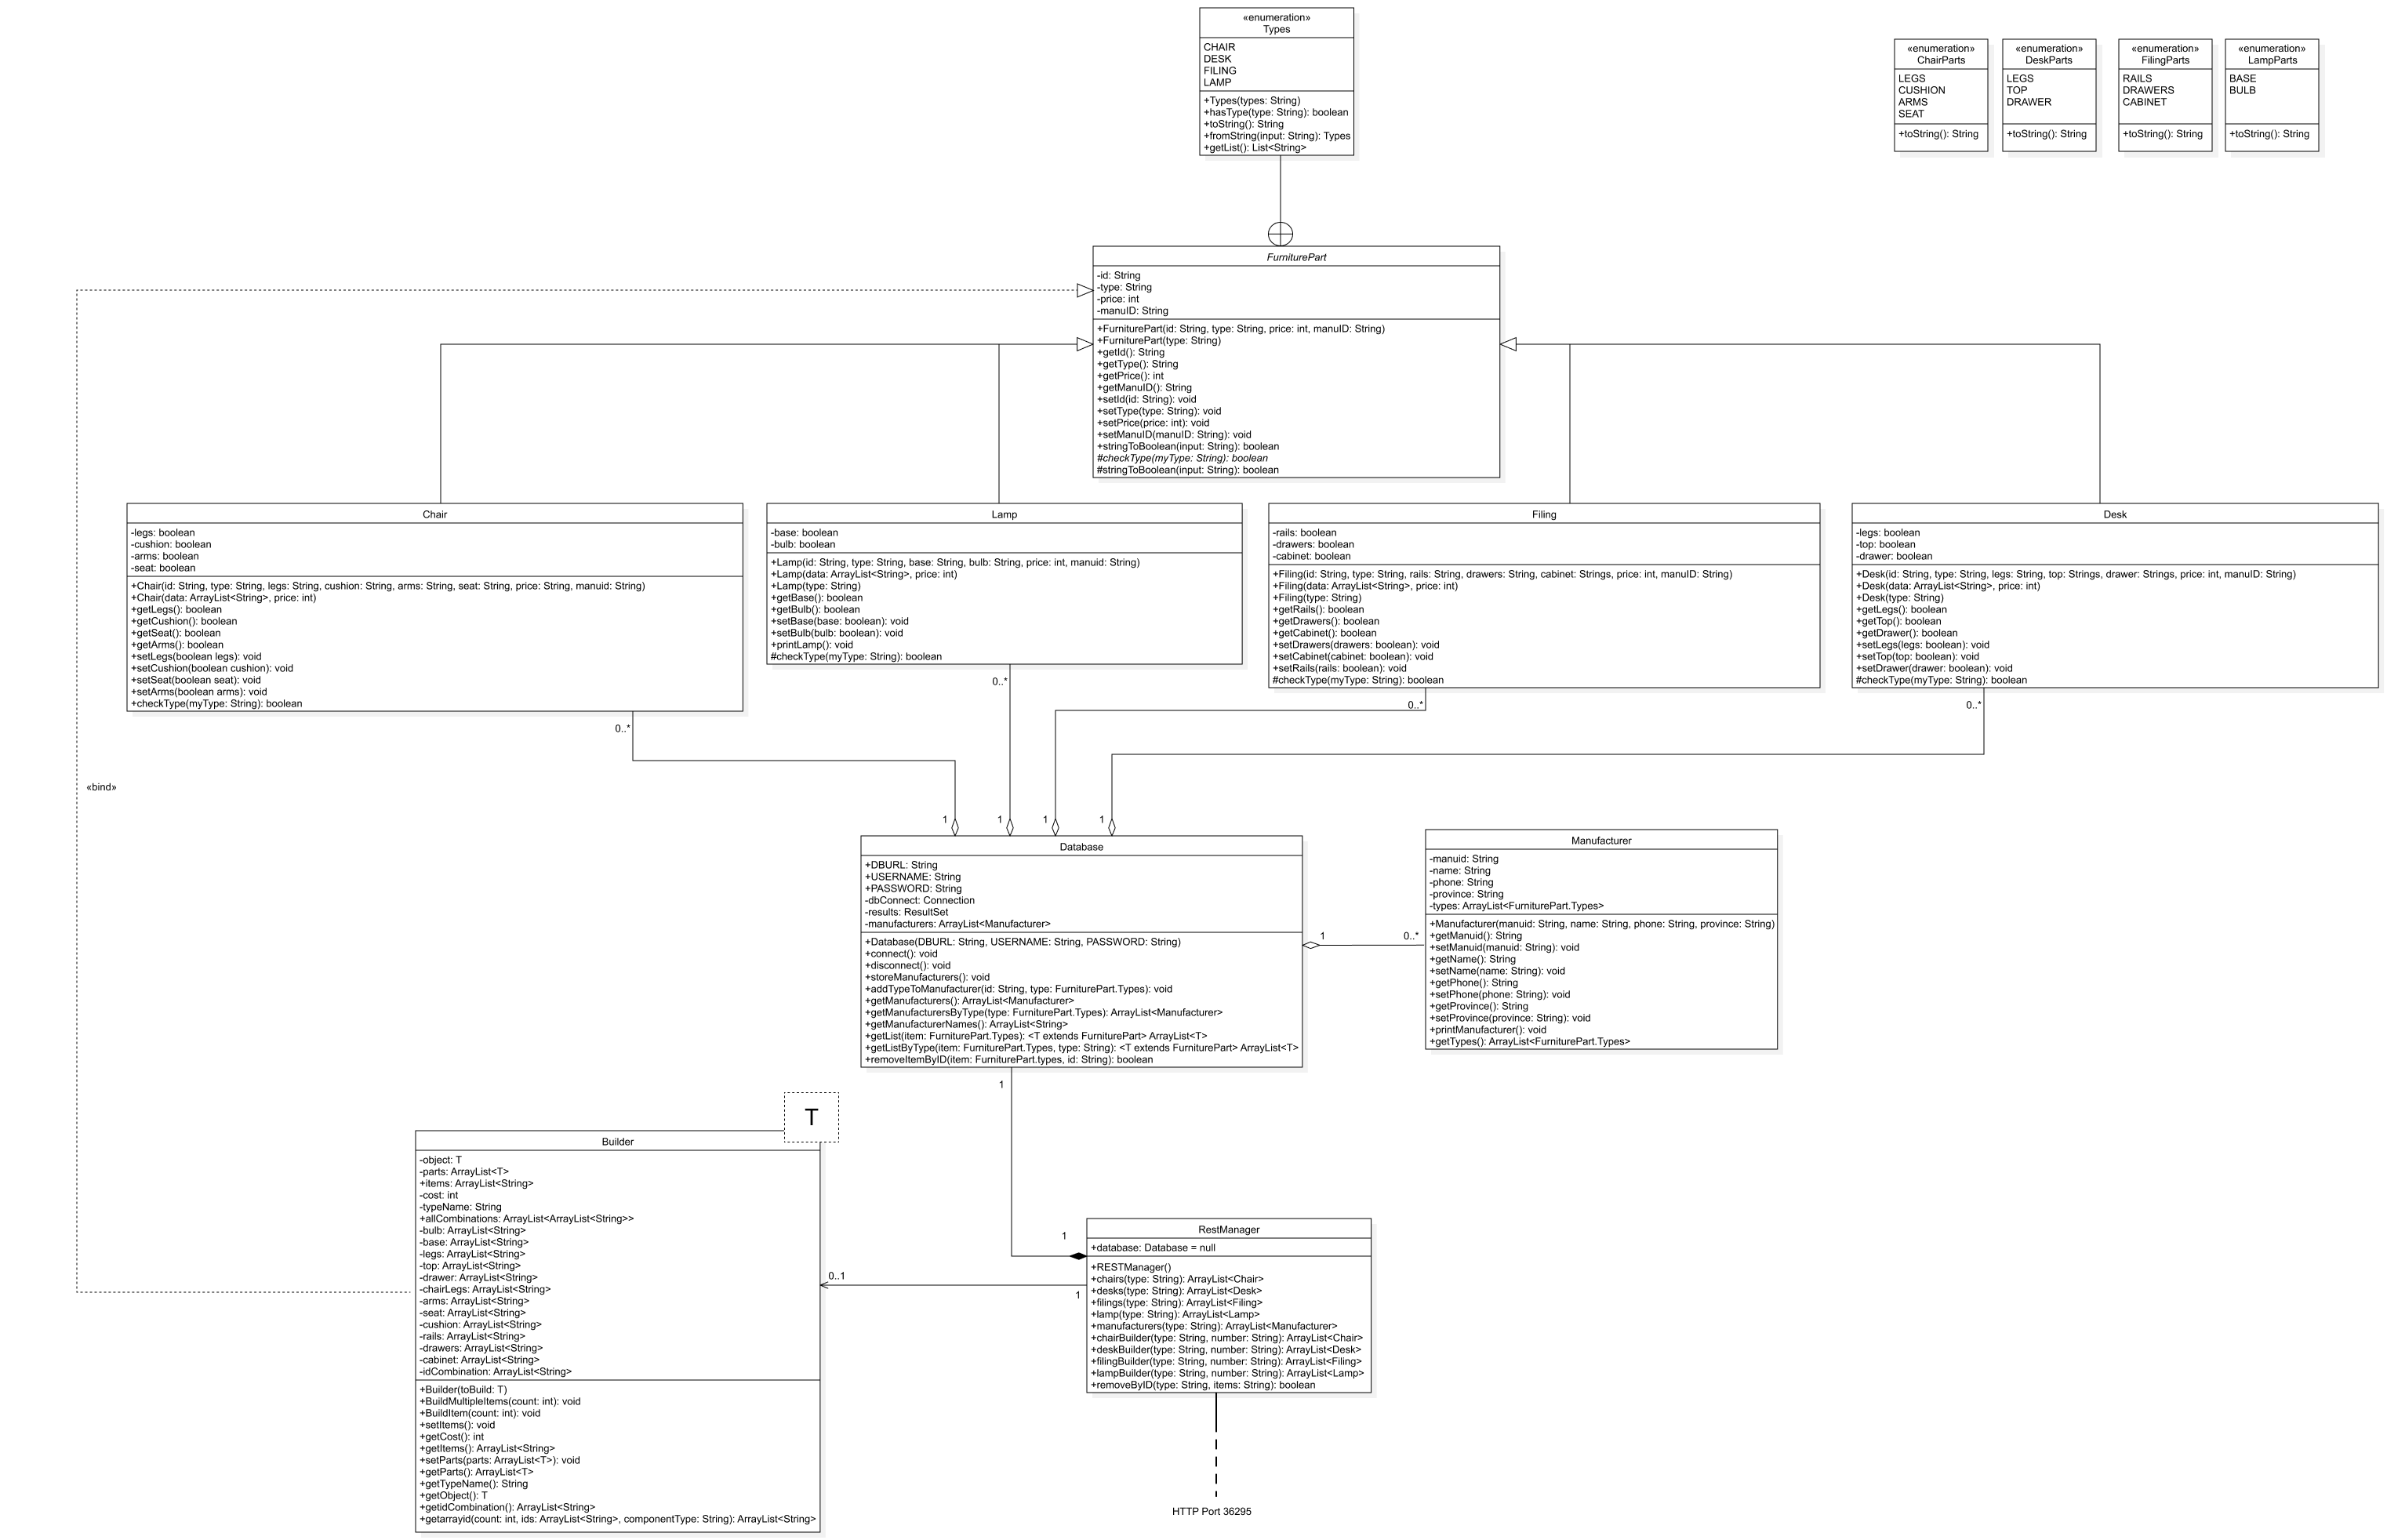 «enumeration»
Types
CHAIR
DESK
FILING
LAMP
+Types(types: String)
+hasType(type: String): boolean
+toString(): String
+fromString(input: String): Types
+getList(): List<String>
«enumeration»
ChairParts
LEGS
CUSHION
ARMS
SEAT
+toString(): String
«enumeration»
DeskParts
LEGS
TOP
DRAWER
+toString(): String
«enumeration»
FilingParts
RAILS
DRAWERS
CABINET
+toString(): String
«enumeration»
LampParts
BASE
BULB
+toString(): String
FurniturePart
-id: String
-type: String
-price: int
-manuID: String
+FurniturePart(id: String, type: String, price: int, manuID: String)
+FurniturePart(type: String)
+getId(): String
+getType(): String
+getPrice(): int
+getManuID(): String
+setId(id: String): void
+setType(type: String): void
+setPrice(price: int): void
+setManuID(manuID: String): void
+stringToBoolean(input: String): boolean
#checkType(myType: String): boolean
#stringToBoolean(input: String): boolean
Chair
-legs: boolean
-cushion: boolean
-arms: boolean
-seat: boolean
+Chair(id: String, type: String, legs: String, cushion: String, arms: String, seat: String, price: String, manuid: String)
+Chair(data: ArrayList<String>, price: int)
+getLegs(): boolean
+getCushion(): boolean
+getSeat(): boolean
+getArms(): boolean
+setLegs(boolean legs): void
+setCushion(boolean cushion): void
+setSeat(boolean seat): void
+setArms(boolean arms): void
+checkType(myType: String): boolean
Lamp
-base: boolean
-bulb: boolean
+Lamp(id: String, type: String, base: String, bulb: String, price: int, manuid: String)
+Lamp(data: ArrayList<String>, price: int)
+Lamp(type: String)
+getBase(): boolean
+getBulb(): boolean
+setBase(base: boolean): void
+setBulb(bulb: boolean): void
+printLamp(): void
#checkType(myType: String): boolean
Filing
-rails: boolean
-drawers: boolean
-cabinet: boolean
+Filing(id: String, type: String, rails: String, drawers: String, cabinet: Strings, price: int, manuID: String)
+Filing(data: ArrayList<String>, price: int)
+Filing(type: String)
+getRails(): boolean
+getDrawers(): boolean
+getCabinet(): boolean
+setDrawers(drawers: boolean): void
+setCabinet(cabinet: boolean): void
+setRails(rails: boolean): void
#checkType(myType: String): boolean
Desk
-legs: boolean
-top: boolean
-drawer: boolean
+Desk(id: String, type: String, legs: String, top: Strings, drawer: Strings, price: int, manuID: String)
+Desk(data: ArrayList<String>, price: int)
+Desk(type: String)
+getLegs(): boolean
+getTop(): boolean
+getDrawer(): boolean
+setLegs(legs: boolean): void
+setTop(top: boolean): void
+setDrawer(drawer: boolean): void
#checkType(myType: String): boolean
0..*
0..*
0..*
0..*
«bind»
1
1
1
1
Database
+DBURL: String
+USERNAME: String
+PASSWORD: String
-dbConnect: Connection
-results: ResultSet
-manufacturers: ArrayList<Manufacturer>
+Database(DBURL: String, USERNAME: String, PASSWORD: String)
+connect(): void
+disconnect(): void
+storeManufacturers(): void
+addTypeToManufacturer(id: String, type: FurniturePart.Types): void
+getManufacturers(): ArrayList<Manufacturer>
+getManufacturersByType(type: FurniturePart.Types): ArrayList<Manufacturer>
+getManufacturerNames(): ArrayList<String>
+getList(item: FurniturePart.Types): <T extends FurniturePart> ArrayList<T>
+getListByType(item: FurniturePart.Types, type: String): <T extends FurniturePart> ArrayList<T>
+removeItemByID(item: FurniturePart.types, id: String): boolean
1
0..*
Manufacturer
-manuid: String
-name: String
-phone: String
-province: String
-types: ArrayList<FurniturePart.Types>
+Manufacturer(manuid: String, name: String, phone: String, province: String)
+getManuid(): String
+setManuid(manuid: String): void
+getName(): String
+setName(name: String): void
+getPhone(): String
+setPhone(phone: String): void
+getProvince(): String
+setProvince(province: String): void
+printManufacturer(): void
+getTypes(): ArrayList<FurniturePart.Types>
1
T
Builder
-object: T
-parts: ArrayList<T>
+items: ArrayList<String>
-cost: int
-typeName: String
+allCombinations: ArrayList<ArrayList<String>>
-bulb: ArrayList<String>
-base: ArrayList<String>
-legs: ArrayList<String>
-top: ArrayList<String>
-drawer: ArrayList<String>
-chairLegs: ArrayList<String>
-arms: ArrayList<String>
-seat: ArrayList<String>
-cushion: ArrayList<String>
-rails: ArrayList<String>
-drawers: ArrayList<String>
-cabinet: ArrayList<String>
-idCombination: ArrayList<String>
+Builder(toBuild: T)
+BuildMultipleItems(count: int): void
+BuildItem(count: int): void
+setItems(): void
+getCost(): int
+getItems(): ArrayList<String>
+setParts(parts: ArrayList<T>): void
+getParts(): ArrayList<T>
+getTypeName(): String
+getObject(): T
+getidCombination(): ArrayList<String>
+getarrayid(count: int, ids: ArrayList<String>, componentType: String): ArrayList<String>
1
0..1
1
RestManager
+database: Database = null
+RESTManager()
+chairs(type: String): ArrayList<Chair>
+desks(type: String): ArrayList<Desk>
+filings(type: String): ArrayList<Filing>
+lamp(type: String): ArrayList<Lamp>
+manufacturers(type: String): ArrayList<Manufacturer>
+chairBuilder(type: String, number: String): ArrayList<Chair>
+deskBuilder(type: String, number: String): ArrayList<Desk>
+filingBuilder(type: String, number: String): ArrayList<Filing>
+lampBuilder(type: String, number: String): ArrayList<Lamp>
+removeByID(type: String, items: String): boolean
HTTP Port 36295